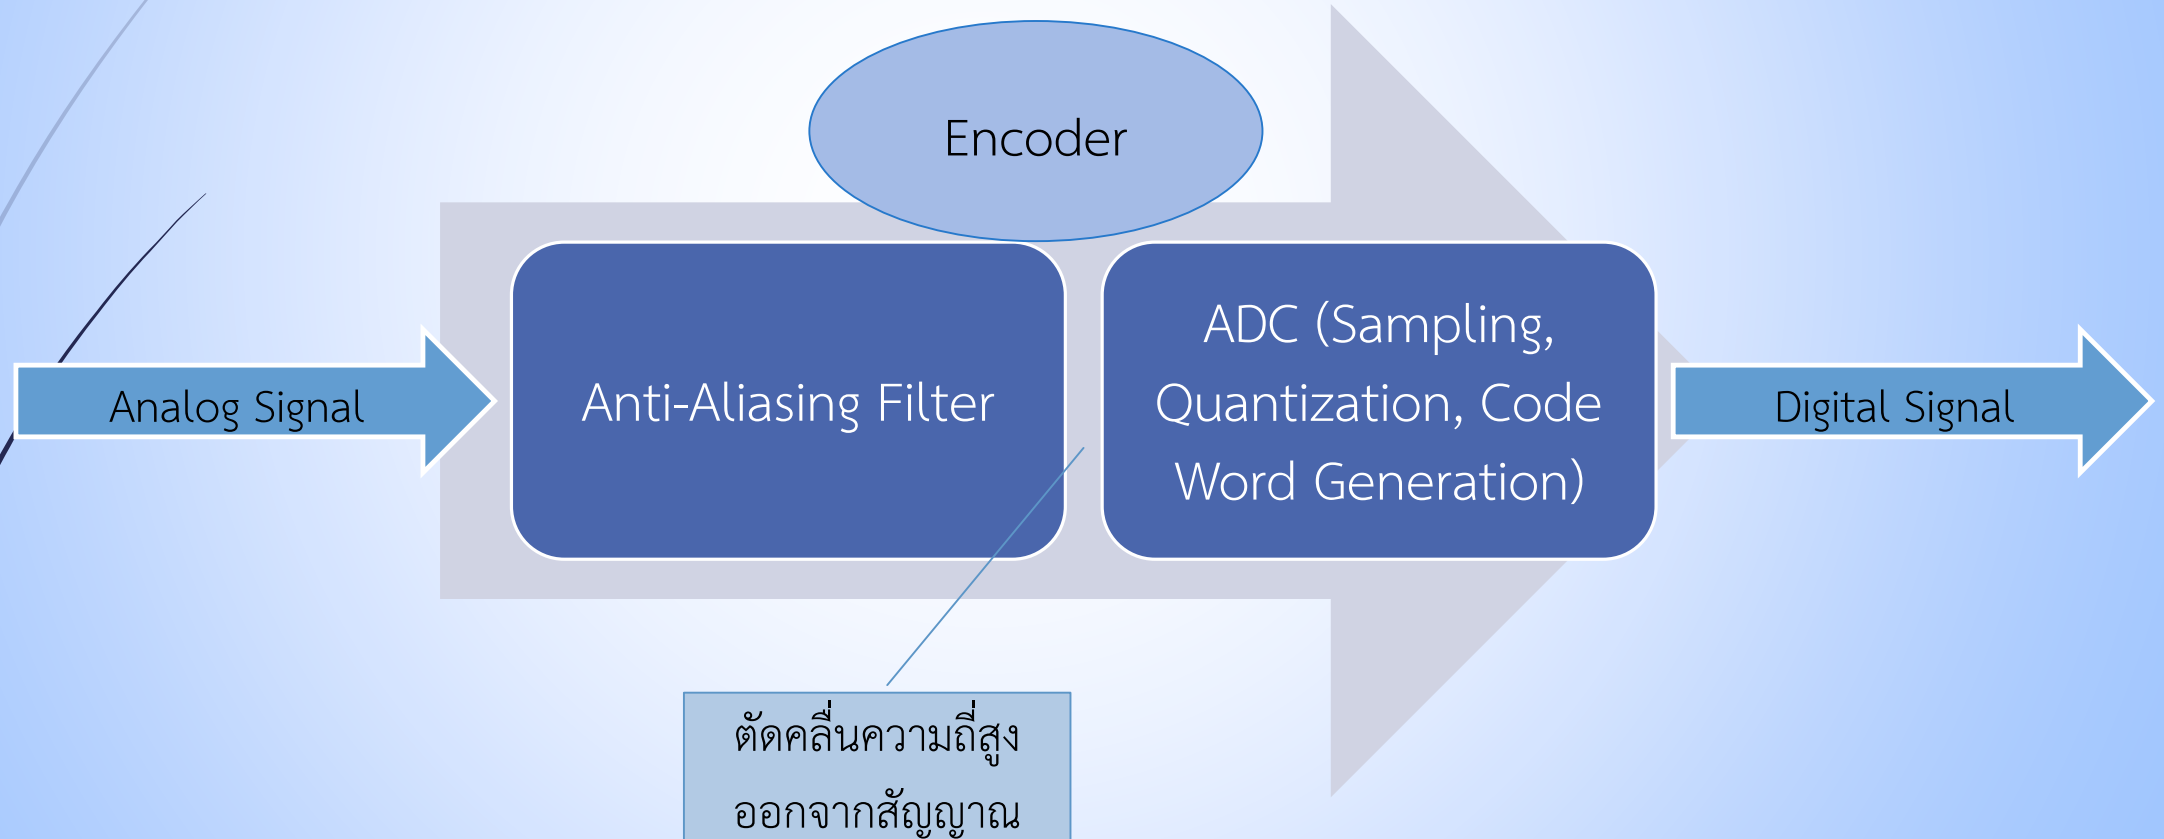 Encoder
Analog Signal
Anti-Aliasing Filter
ADC (Sampling,
Quantization, Code
Word Generation)
Digital Signal
ตัดคลื่นความถี่สูง
ออกจากสัญญาณ